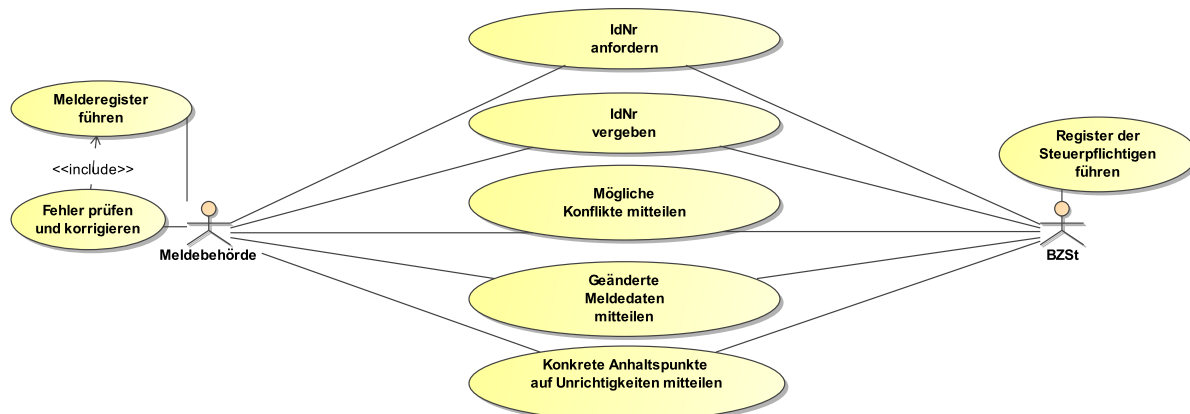 IdNr
anfordern
Melderegister
führen
IdNr
vergeben
Register der
Steuerpflichtigen
führen
<<include>>
Fehler prüfen
und korrigieren
Mögliche
Konflikte mitteilen
Meldebehörde
BZSt
Geänderte
Meldedaten
mitteilen
Konkrete Anhaltspunkte
auf Unrichtigkeiten mitteilen